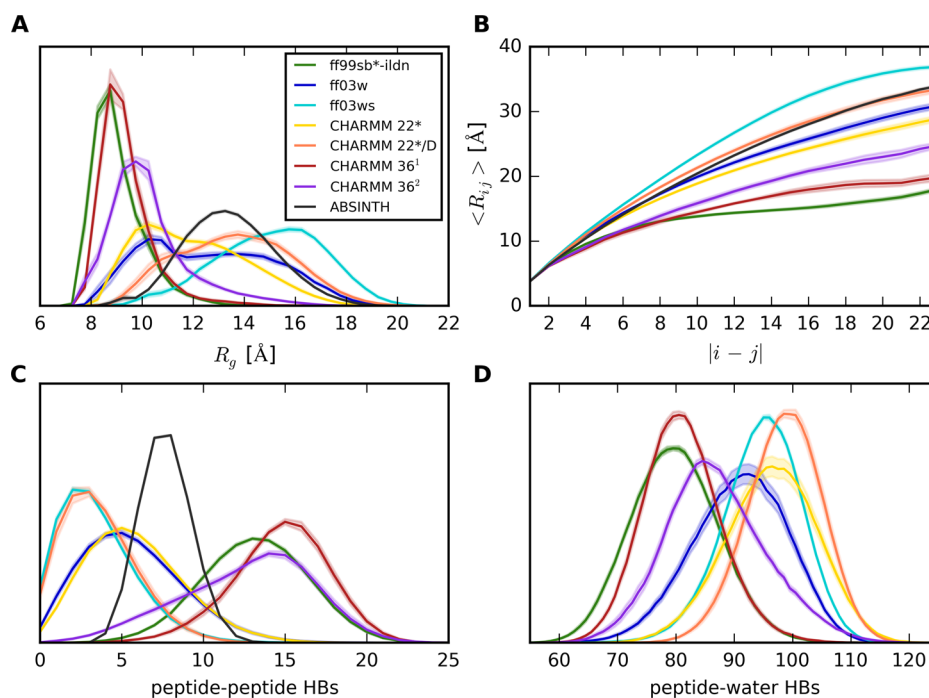 A
ff99sb*-ildn
ff03w
ff03ws
CHARMM 22*
CHARMM 22*/D
CHARMM 36¹
CHARMM 36²
ABSINTH
6 8 10 12 14 16 18 20 22
R_g [Å]
B
40
30
20
10
0
<R_{ij} > [Å]
2 4 6 8 10 12 14 16 18 20 22
|i − j|
C
0 5 10 15 20 25
peptide-peptide HBs
D
60 70 80 90 100 110 120
peptide-water HBs